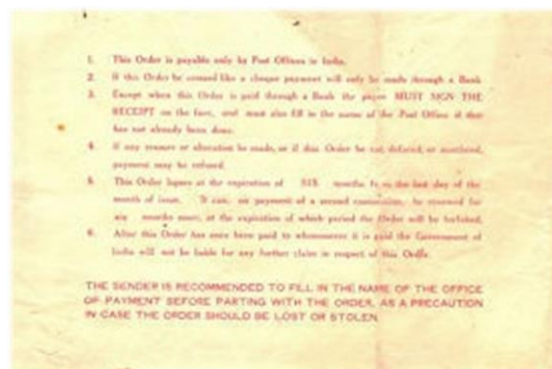 1. This Order is payable only by Post Offices in India.
2. If this Order be crossed like a cheque payment will only be made through a Bank
3. Except when this Order is paid through a Bank the payee MUST SIGN THE
RECEIPT on the face, and must also fill in the name of the Post Office if that
has not already been done.
4. If any erasure or alteration be made, or if this Order be cut, defaced, or mutilated,
payment may be refused.
5. This Order lapses at the expiration of SIX months from the last day of the
month of issue. It can, on payment of a second commission, be renewed for
six months more, at the expiration of which period the Order will be forfeited.
6. After this Order has once been paid to whomsoever it is paid the Government of
India will not be liable for any further claim in respect of this Order.
THE SENDER IS RECOMMENDED TO FILL IN THE NAME OF THE OFFICE
OF PAYMENT BEFORE PARTING WITH THE ORDER, AS A PRECAUTION
IN CASE THE ORDER SHOULD BE LOST OR STOLEN.